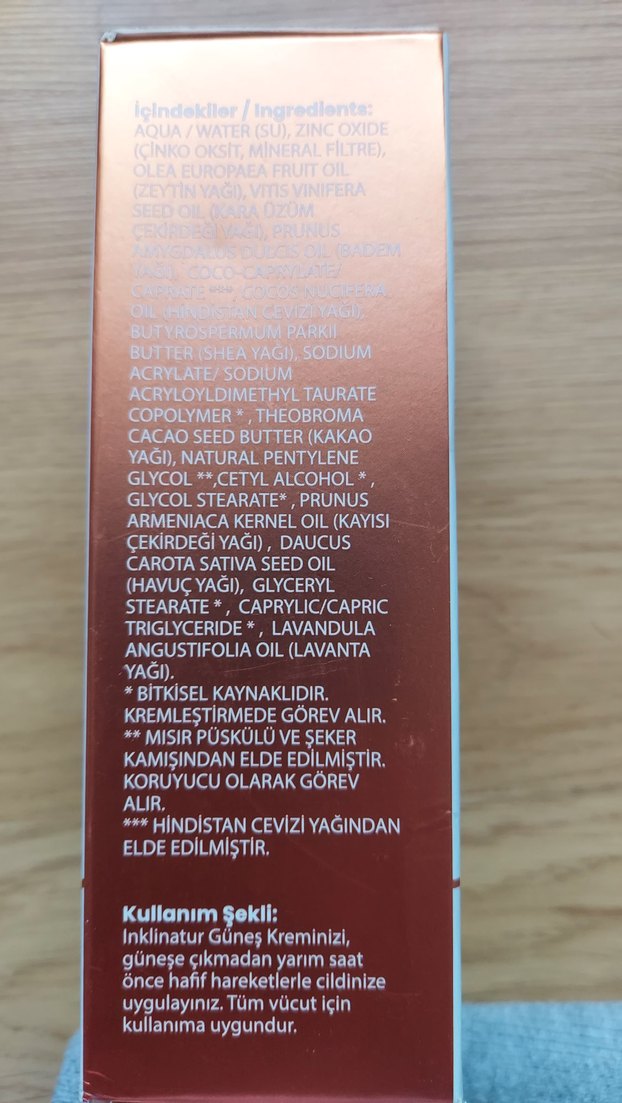 İçindekiler / Ingredients:
AQUA / WATER (SU), ZINC OXIDE
(ÇİNKO OKSİT, MİNERAL FİLTRE),
OLEA EUROPAEA FRUIT OIL
(ZEYTİN YAĞI), VITIS VINIFERA
SEED OIL (KARA ÜZÜM
ÇEKİRDEĞİ YAĞI), PRUNUS
AMYGDALUS DULCIS OIL (BADEM
YAĞI), COCO-CAPRYLATE/
CAPRATE ***, COCOS NUCIFERA
OIL (HİNDİSTAN CEVİZİ YAĞI),
BUTYROSPERMUM PARKII
BUTTER (SHEA YAĞI), SODIUM
ACRYLATE/ SODIUM
ACRYLOYLDIMETHYL TAURATE
COPOLYMER * , THEOBROMA
CACAO SEED BUTTER (KAKAO
YAĞI), NATURAL PENTYLENE
GLYCOL **,CETYL ALCOHOL * ,
GLYCOL STEARATE* , PRUNUS
ARMENIACA KERNEL OIL (KAYISI
ÇEKİRDEĞİ YAĞI) , DAUCUS
CAROTA SATIVA SEED OIL
(HAVUÇ YAĞI), GLYCERYL
STEARATE * , CAPRYLIC/CAPRIC
TRIGLYCERIDE * , LAVANDULA
ANGUSTIFOLIA OIL (LAVANTA
YAĞI).
* BİTKİSEL KAYNAKLIDIR.
KREMLEŞTİRMEDE GÖREV ALIR.
** MISIR PÜSKÜLÜ VE ŞEKER
KAMIŞINDAN ELDE EDİLMİŞTİR.
KORUYUCU OLARAK GÖREV
ALIR.
*** HİNDİSTAN CEVİZİ YAĞINDAN
ELDE EDİLMİŞTİR.
Kullanım Şekli:
Inklinatur Güneş Kreminizi,
güneşe çıkmadan yarım saat
önce hafif hareketlerle cildinize
uygulayınız. Tüm vücut için
kullanıma uygundur.